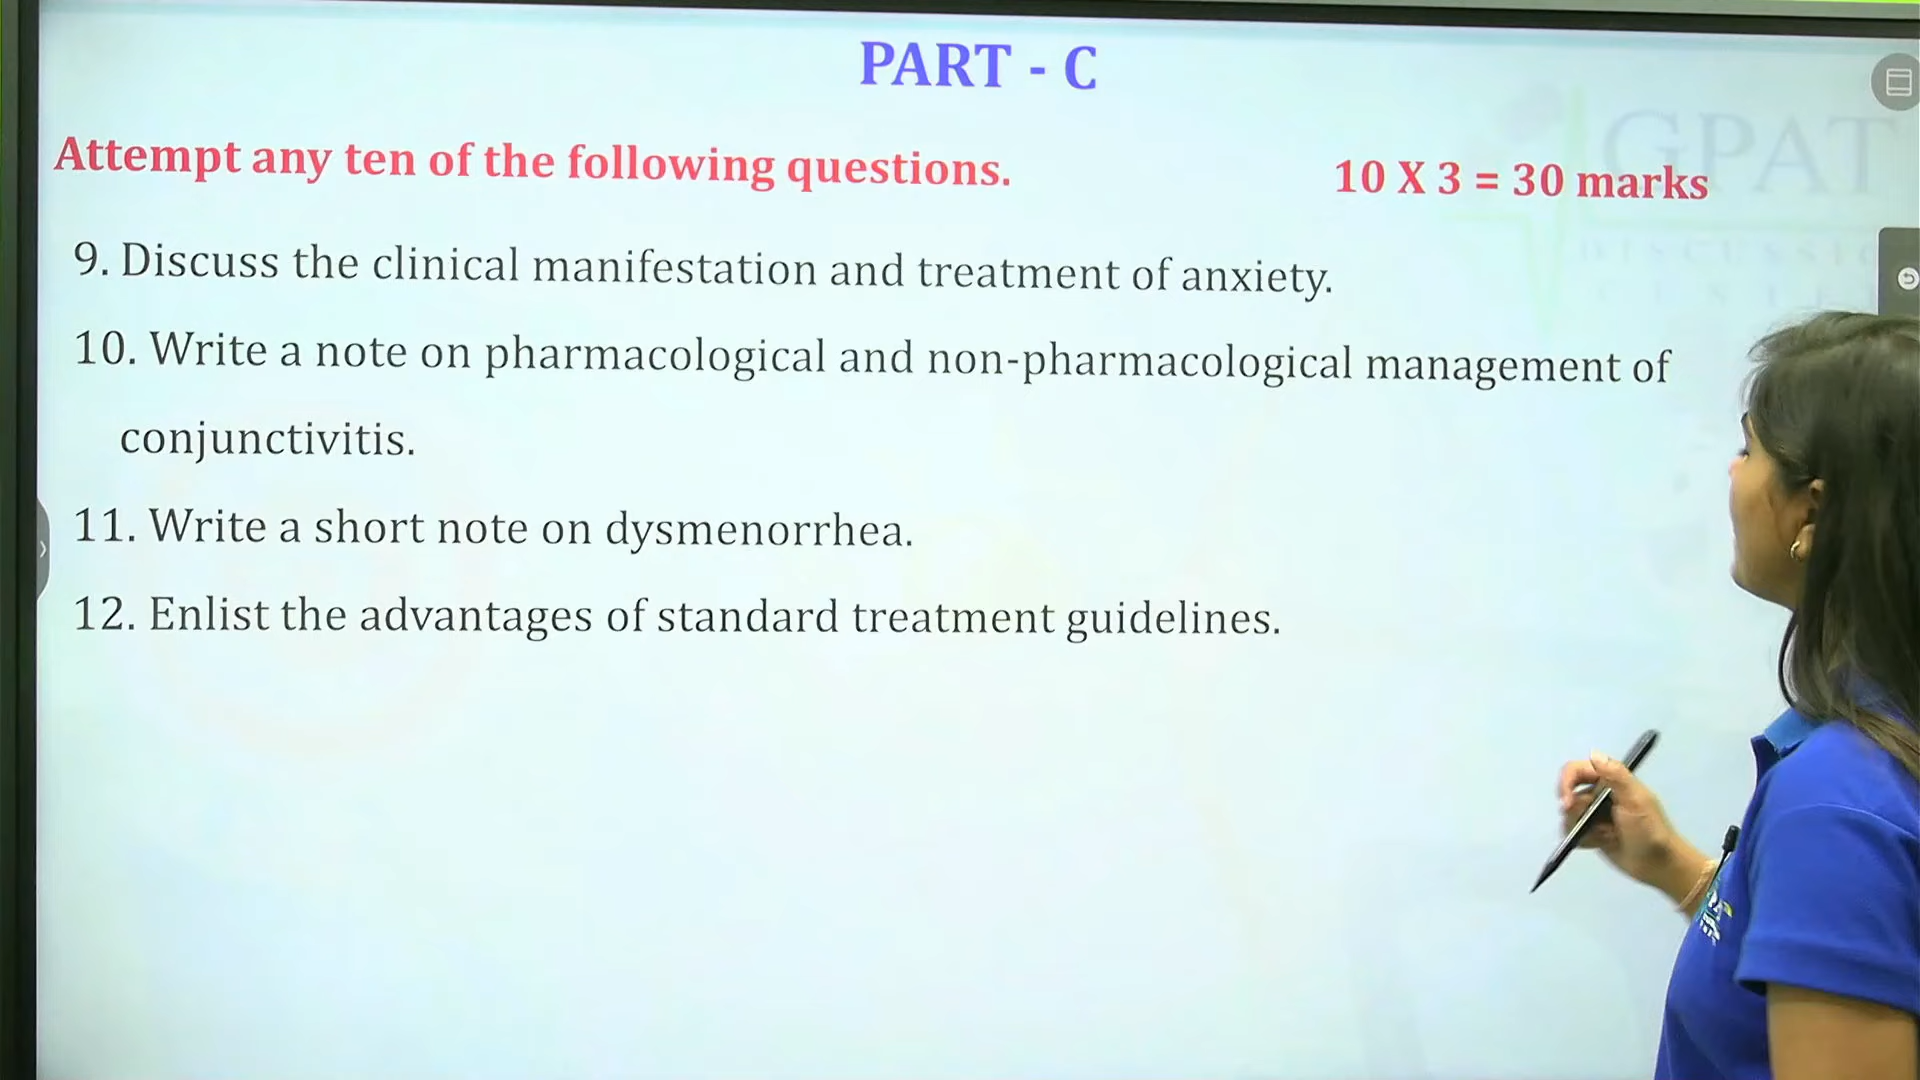 PART - C
Attempt any ten of the following questions.
10 X 3 = 30 marks
9. Discuss the clinical manifestation and treatment of anxiety.
10. Write a note on pharmacological and non-pharmacological management of
conjunctivitis.
11. Write a short note on dysmenorrhea.
12. Enlist the advantages of standard treatment guidelines.
GPAT